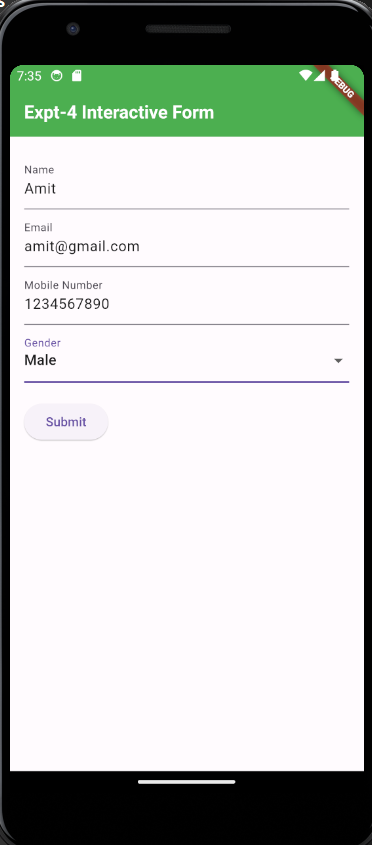 7:35
DEBUG
Expt-4 Interactive Form
Name
Amit
Email
amit@gmail.com
Mobile Number
1234567890
Gender
Male
Submit